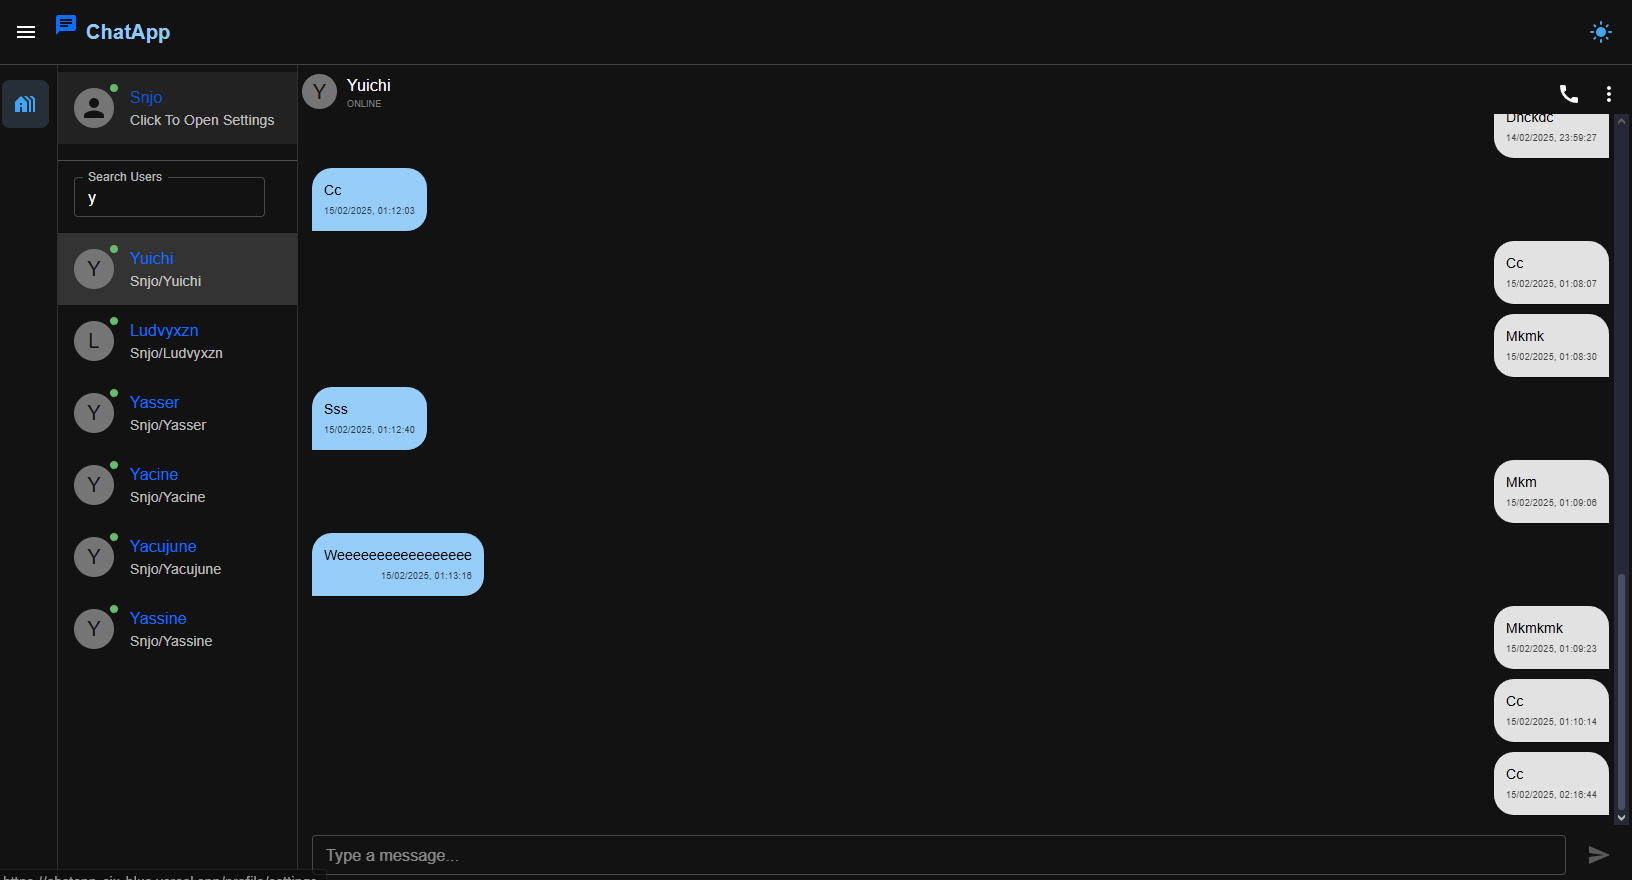 ChatApp
Snjo
Click To Open Settings
Search Users
y
Y
Yuichi
Snjo/Yuichi
L
Ludvyxzn
Snjo/Ludvyxzn
Y
Yasser
Snjo/Yasser
Y
Yacine
Snjo/Yacine
Y
Yacujune
Snjo/Yacujune
Y
Yassine
Snjo/Yassine
Y
Yuichi
ONLINE
Dhckdc
14/02/2025, 23:59:27
Cc
15/02/2025, 01:12:03
Cc
15/02/2025, 01:08:07
Mkmk
15/02/2025, 01:08:30
Sss
15/02/2025, 01:12:40
Mkm
15/02/2025, 01:09:06
Weeeeeeeeeeeeeeeee
15/02/2025, 01:13:16
Mkmkmk
15/02/2025, 01:09:23
Cc
15/02/2025, 01:10:14
Cc
15/02/2025, 02:16:44
Type a message...